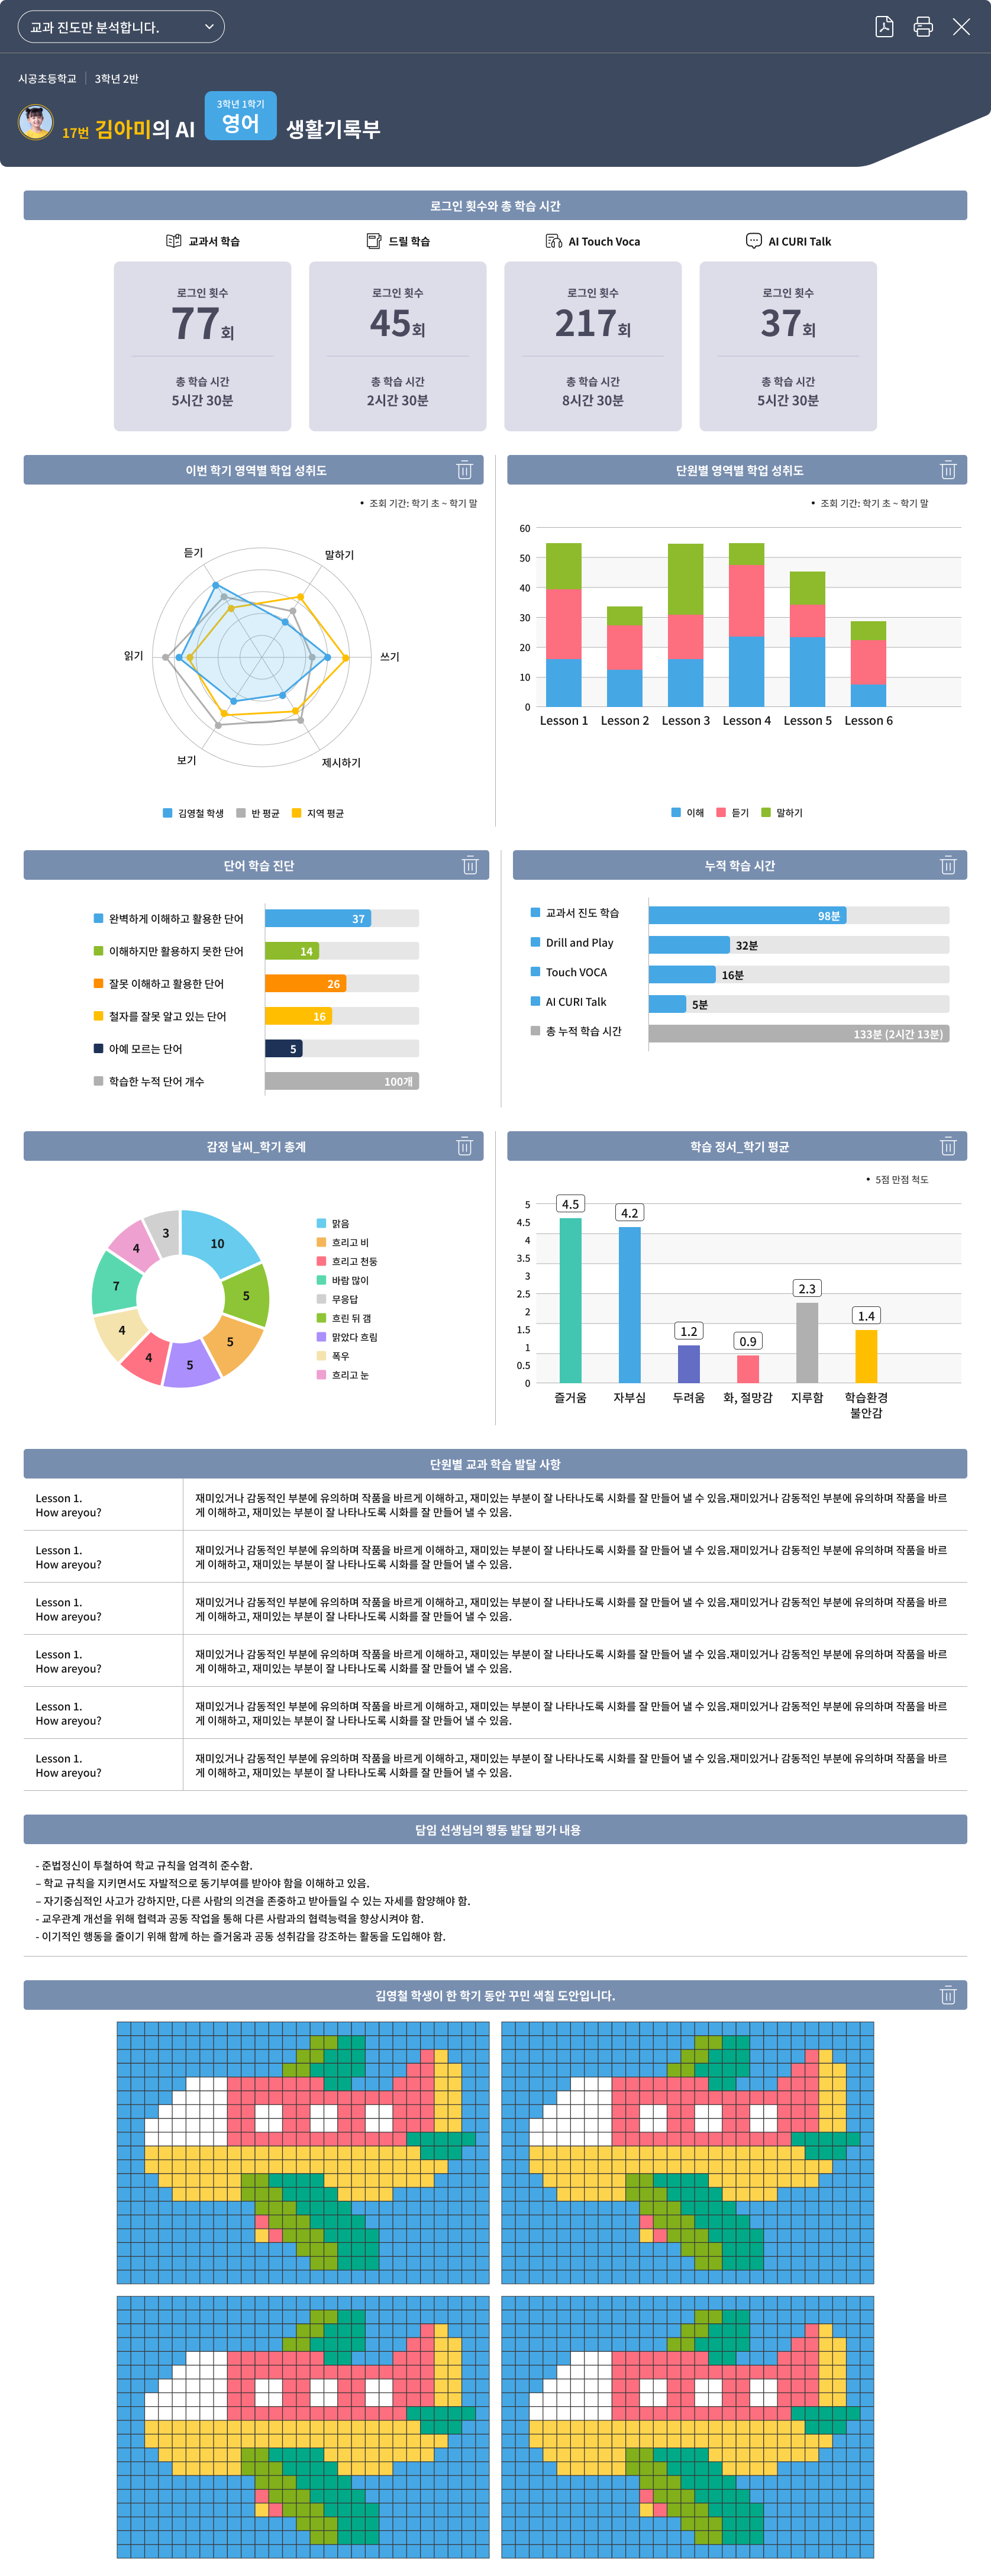 교과 진도만 분석합니다.
시공초등학교 | 3학년 2반
3학년 1학기
17번 김아미의 AI 영어 생활기록부
로그인 횟수와 총 학습 시간
교과서 학습
드릴 학습
AI Touch Voca
AI CURI Talk
로그인 횟수
77회
총 학습 시간
5시간 30분
로그인 횟수
45회
총 학습 시간
2시간 30분
로그인 횟수
217회
총 학습 시간
8시간 30분
로그인 횟수
37회
총 학습 시간
5시간 30분
이번 학기 영역별 학업 성취도
• 조회 기간: 학기 초 ~ 학기 말
듣기
말하기
읽기
쓰기
보기
제시하기
김영철 학생
반 평균
지역 평균
단원별 영역별 학업 성취도
• 조회 기간: 학기 초 ~ 학기 말
60
50
40
30
20
10
0
Lesson 1
Lesson 2
Lesson 3
Lesson 4
Lesson 5
Lesson 6
이해
듣기
말하기
단어 학습 진단
완벽하게 이해하고 활용한 단어 37
이해하지만 활용하지 못한 단어 14
잘못 이해하고 활용한 단어 26
철자를 잘못 알고 있는 단어 16
아예 모르는 단어 5
학습한 누적 단어 개수 100개
누적 학습 시간
교과서 진도 학습 98분
Drill and Play 32분
Touch VOCA 16분
AI CURI Talk 5분
총 누적 학습 시간 133분 (2시간 13분)
감정 날씨_학기 총계
10
5
5
5
4
4
7
4
3
맑음
흐리고 비
흐리고 천둥
바람 많이
무응답
흐린 뒤 갬
맑았다 흐림
폭우
흐리고 눈
학습 정서_학기 평균
• 5점 만점 척도
5
4.5
4
3.5
3
2.5
2
1.5
1
0.5
0
4.5
4.2
1.2
0.9
2.3
1.4
즐거움
자부심
두려움
화, 절망감
지루함
학습환경
불안감
단원별 교과 학습 발달 사항
Lesson 1.
How areyou?
재미있거나 감동적인 부분에 유의하며 작품을 바르게 이해하고, 재미있는 부분이 잘 나타나도록 시화를 잘 만들어 낼 수 있음.재미있거나 감동적인 부분에 유의하며 작품을 바르
게 이해하고, 재미있는 부분이 잘 나타나도록 시화를 잘 만들어 낼 수 있음.
Lesson 1.
How areyou?
재미있거나 감동적인 부분에 유의하며 작품을 바르게 이해하고, 재미있는 부분이 잘 나타나도록 시화를 잘 만들어 낼 수 있음.재미있거나 감동적인 부분에 유의하며 작품을 바르
게 이해하고, 재미있는 부분이 잘 나타나도록 시화를 잘 만들어 낼 수 있음.
Lesson 1.
How areyou?
재미있거나 감동적인 부분에 유의하며 작품을 바르게 이해하고, 재미있는 부분이 잘 나타나도록 시화를 잘 만들어 낼 수 있음.재미있거나 감동적인 부분에 유의하며 작품을 바르
게 이해하고, 재미있는 부분이 잘 나타나도록 시화를 잘 만들어 낼 수 있음.
Lesson 1.
How areyou?
재미있거나 감동적인 부분에 유의하며 작품을 바르게 이해하고, 재미있는 부분이 잘 나타나도록 시화를 잘 만들어 낼 수 있음.재미있거나 감동적인 부분에 유의하며 작품을 바르
게 이해하고, 재미있는 부분이 잘 나타나도록 시화를 잘 만들어 낼 수 있음.
Lesson 1.
How areyou?
재미있거나 감동적인 부분에 유의하며 작품을 바르게 이해하고, 재미있는 부분이 잘 나타나도록 시화를 잘 만들어 낼 수 있음.재미있거나 감동적인 부분에 유의하며 작품을 바르
게 이해하고, 재미있는 부분이 잘 나타나도록 시화를 잘 만들어 낼 수 있음.
Lesson 1.
How areyou?
재미있거나 감동적인 부분에 유의하며 작품을 바르게 이해하고, 재미있는 부분이 잘 나타나도록 시화를 잘 만들어 낼 수 있음.재미있거나 감동적인 부분에 유의하며 작품을 바르
게 이해하고, 재미있는 부분이 잘 나타나도록 시화를 잘 만들어 낼 수 있음.
담임 선생님의 행동 발달 평가 내용
- 준법정신이 투철하여 학교 규칙을 엄격히 준수함.
– 학교 규칙을 지키면서도 자발적으로 동기부여를 받아야 함을 이해하고 있음.
– 자기중심적인 사고가 강하지만, 다른 사람의 의견을 존중하고 받아들일 수 있는 자세를 함양해야 함.
- 교우관계 개선을 위해 협력과 공동 작업을 통해 다른 사람과의 협력능력을 향상시켜야 함.
- 이기적인 행동을 줄이기 위해 함께 하는 즐거움과 공동 성취감을 강조하는 활동을 도입해야 함.
김영철 학생이 한 학기 동안 꾸민 색칠 도안입니다.